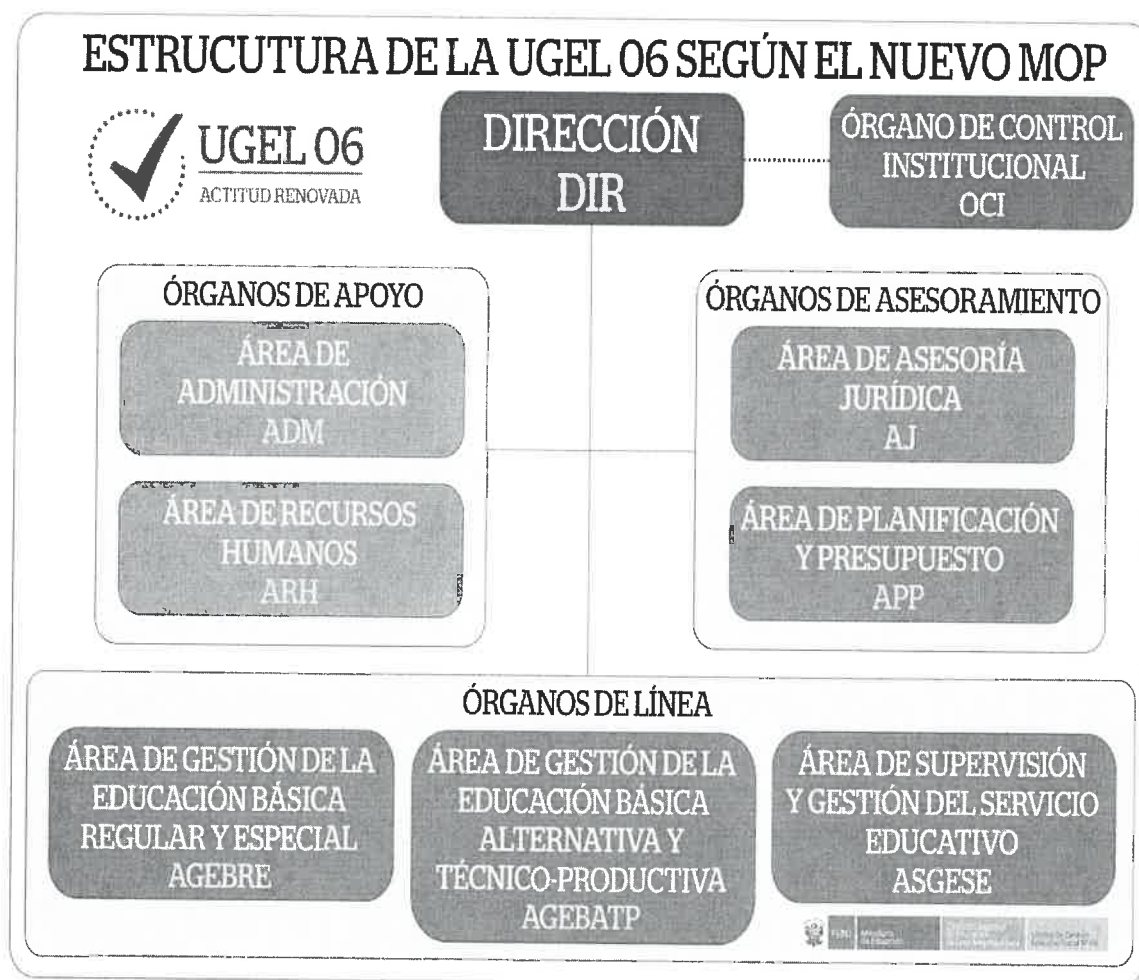 ESTRUCUTURA DE LA UGEL 06 SEGÚN EL NUEVO MOP
UGEL 06
ACTITUD RENOVADA
DIRECCIÓN
DIR
ÓRGANO DE CONTROL
INSTITUCIONAL
OCI
ÓRGANOS DE APOYO
ÁREA DE
ADMINISTRACIÓN
ADM
ÁREA DE RECURSOS
HUMANOS
ARH
ÓRGANOS DE ASESORAMIENTO
ÁREA DE ASESORÍA
JURÍDICA
AJ
ÁREA DE PLANIFICACIÓN
Y PRESUPUESTO
APP
ÓRGANOS DE LÍNEA
ÁREA DE GESTIÓN DE LA
EDUCACIÓN BÁSICA
REGULAR Y ESPECIAL
AGEBRE
ÁREA DE GESTIÓN DE LA
EDUCACIÓN BÁSICA
ALTERNATIVA Y
TÉCNICO-PRODUCTIVA
AGEBATP
ÁREA DE SUPERVISIÓN
Y GESTIÓN DEL SERVICIO
EDUCATIVO
ASGESE
PERÚ
Ministerio
de Educación